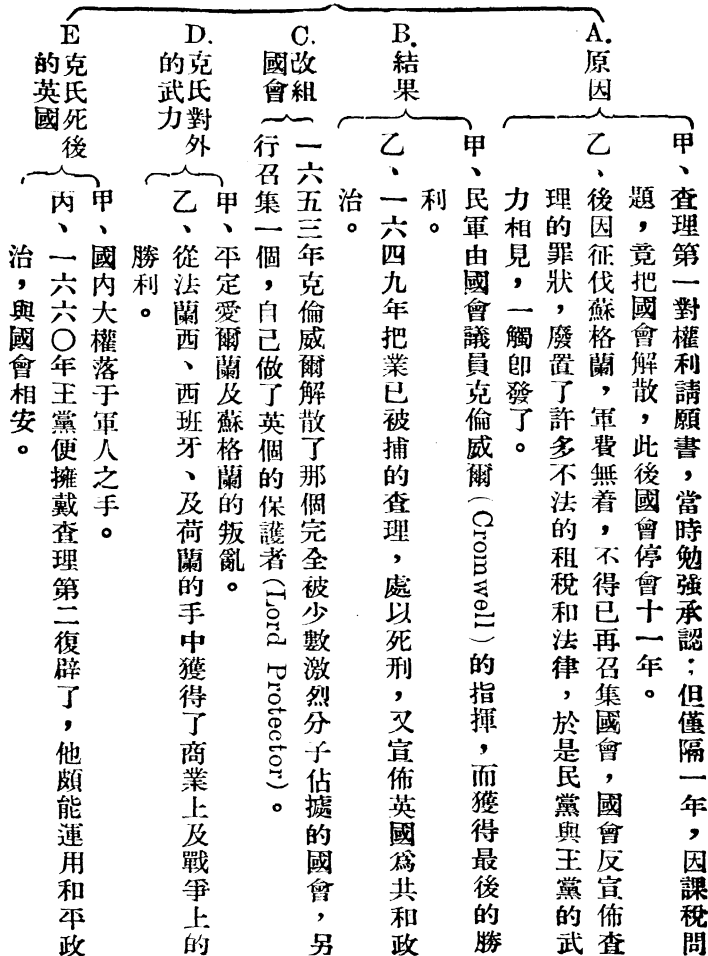 A.原因
甲、查理第一對權利請願書，當時勉強承認；但僅隔一年，因課稅問
題，竟把國會解散，此後國會停會十一年。
乙、後因征伐蘇格蘭，軍費無着，不得已再召集國會，國會反宣佈查
理的罪狀，廢置了許多不法的租稅和法律，於是民黨與王黨的武
力相見，一觸卽發了。
B.結果
甲、民軍由國會議員克倫威爾(Cromwell)的指揮，而獲得最後的勝
利。
乙、一六四九年把業已被捕的查理，處以死刑，又宣佈英國爲共和政
治。
C.改組
國會
一六五三年克倫威爾解散了那個完全被少數激烈分子佔據的國會，另
行召集一個，自己做了英個的保護者(Lord Protector)。
D.克氏對外
的武力
甲、平定愛爾蘭及蘇格蘭的叛亂。
乙、從法蘭西、西班牙、及荷蘭的手中獲得了商業上及戰爭上的
勝利。
E克氏死後
的英國
甲、國内大權落于軍人之手。
丙、一六六〇年王黨便擁戴查理第二復辟了，他頗能運用和平政
治，與國會相安。